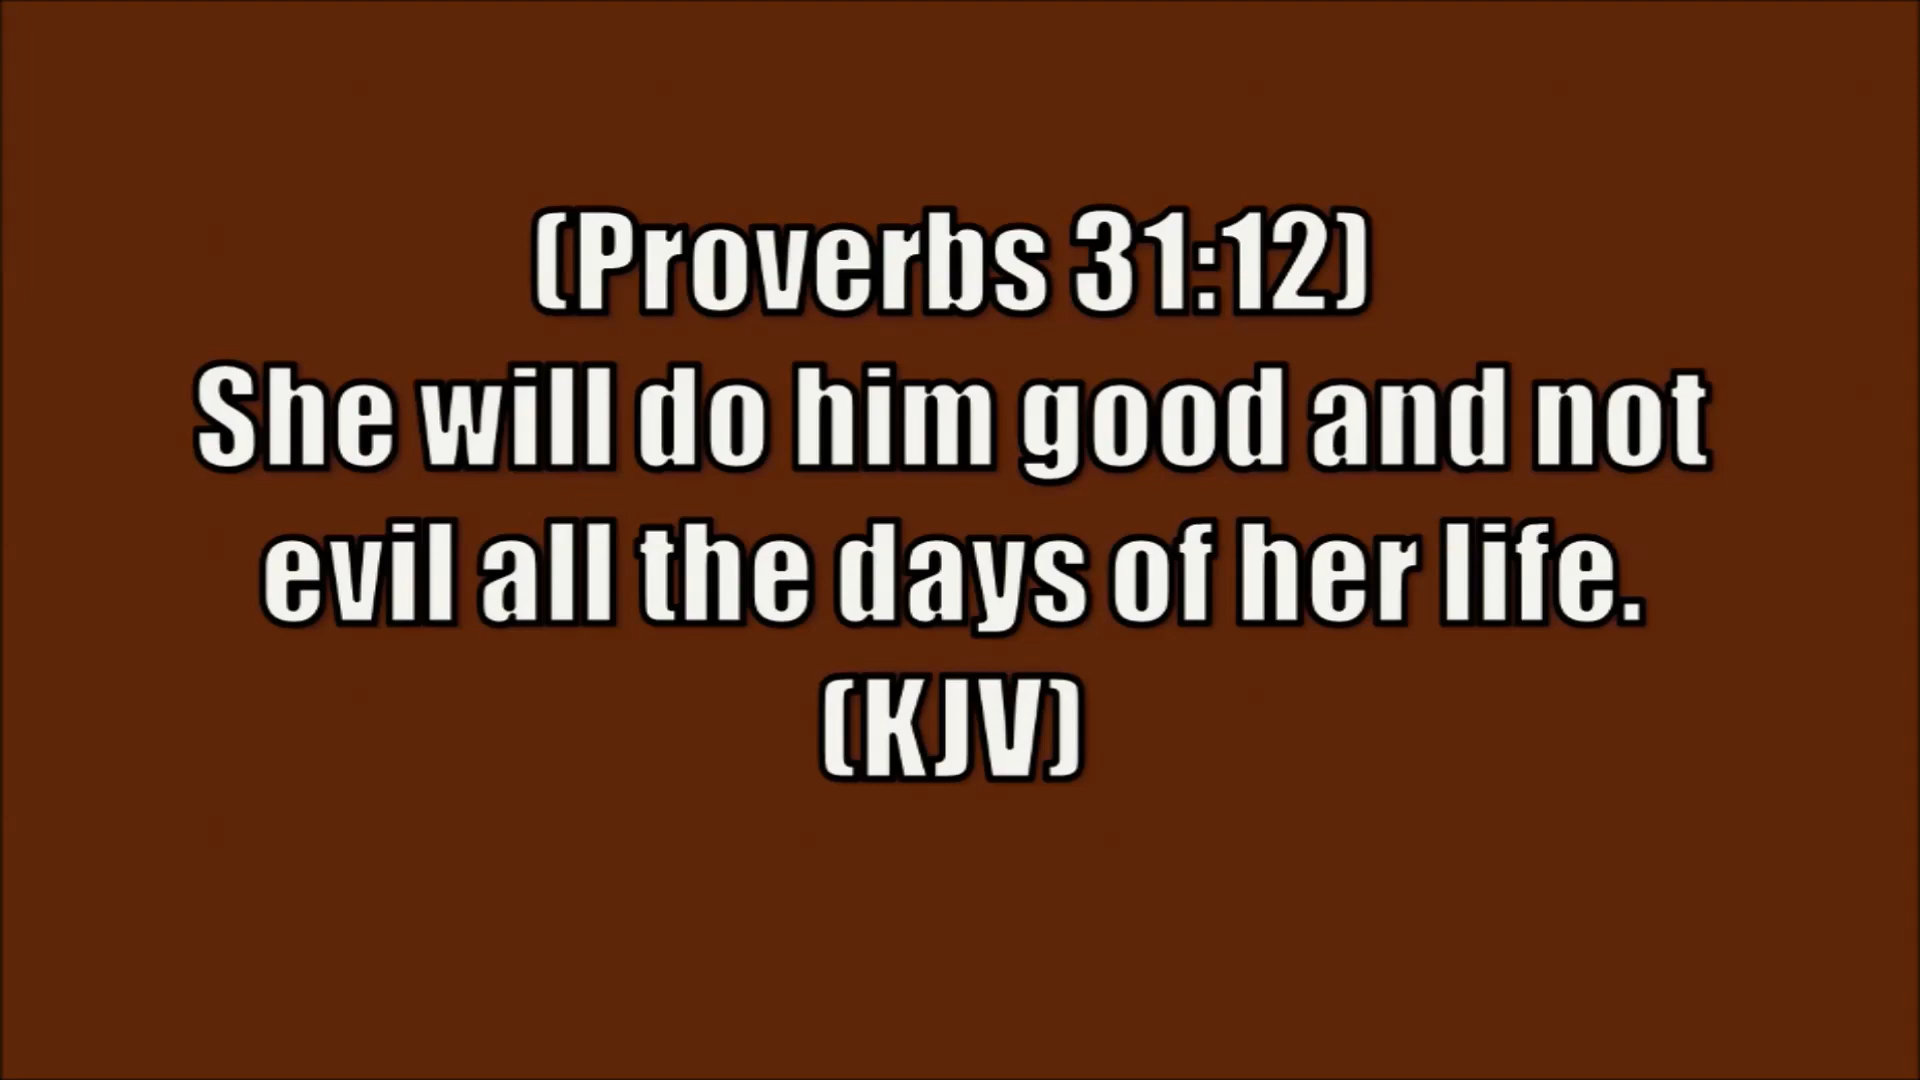 (Proverbs 31:12)
She will do him good and not
evil all the days of her life.
(KJV)